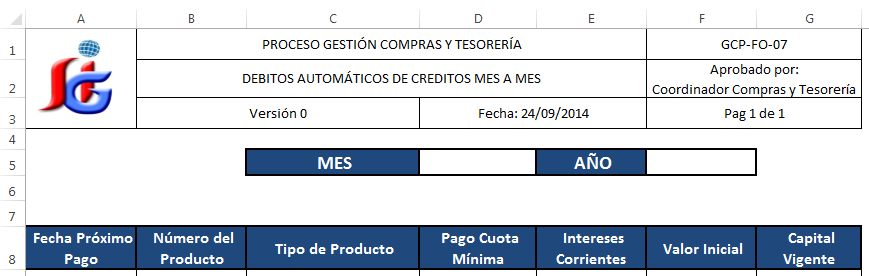 A B C D E F G
1 PROCESO GESTIÓN COMPRAS Y TESORERÍA GCP-FO-07
2 DEBITOS AUTOMÁTICOS DE CREDITOS MES A MES Aprobado por:
Coordinador Compras y Tesorería
3 Versión 0 Fecha: 24/09/2014 Pag 1 de 1
4
5 MES AÑO
6
7
8 Fecha Próximo Número del Tipo de Producto Pago Cuota Intereses Valor Inicial Capital
Pago Producto Mínima Corrientes Vigente